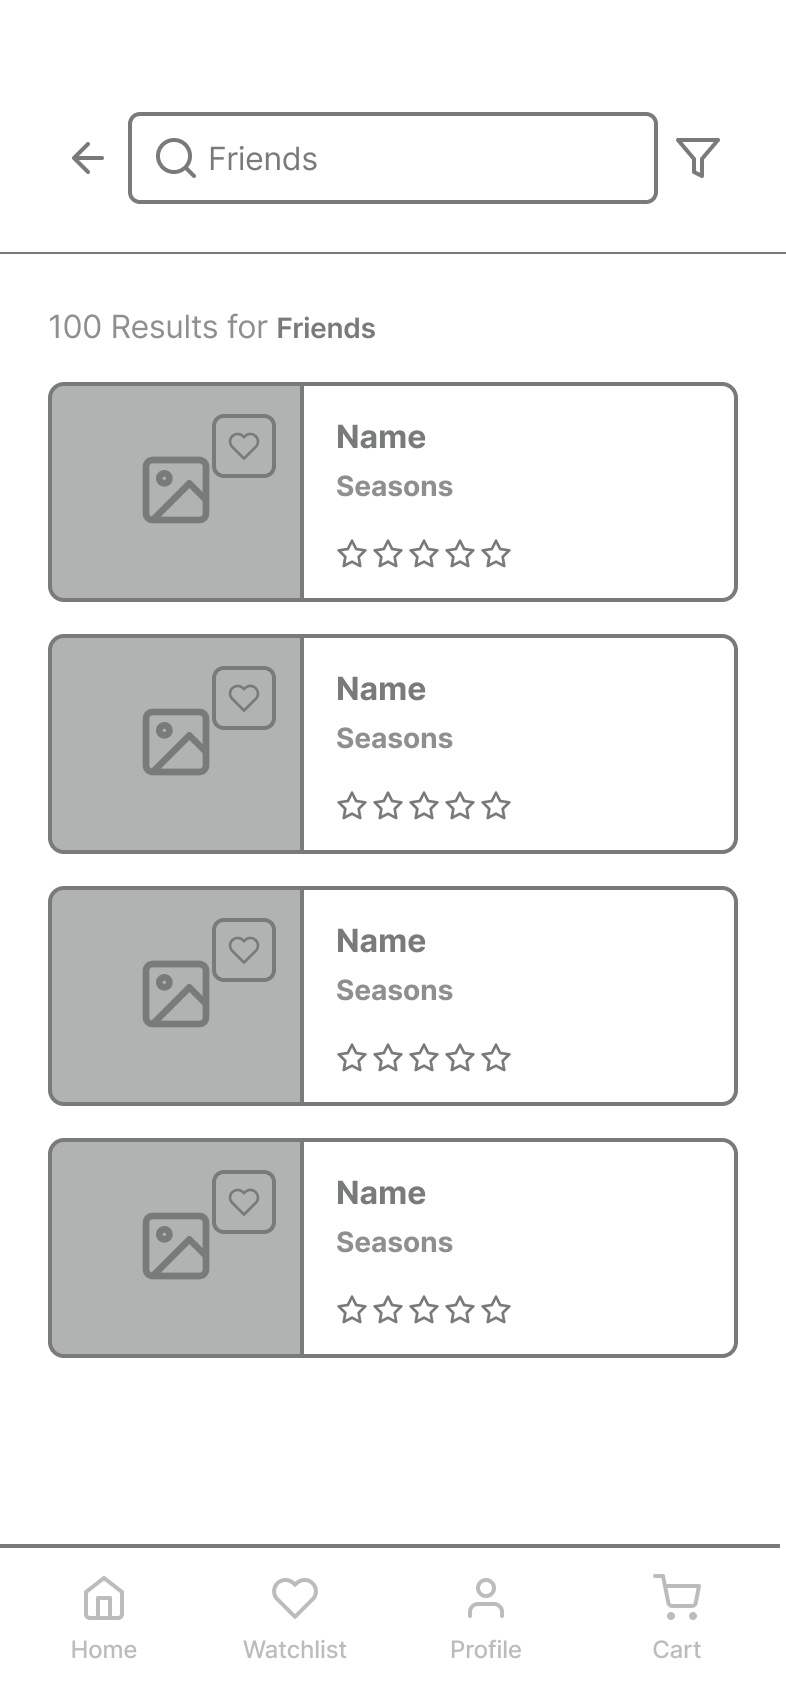 Friends
100 Results for Friends
Name
Seasons
Name
Seasons
Name
Seasons
Name
Seasons
Home Watchlist Profile Cart